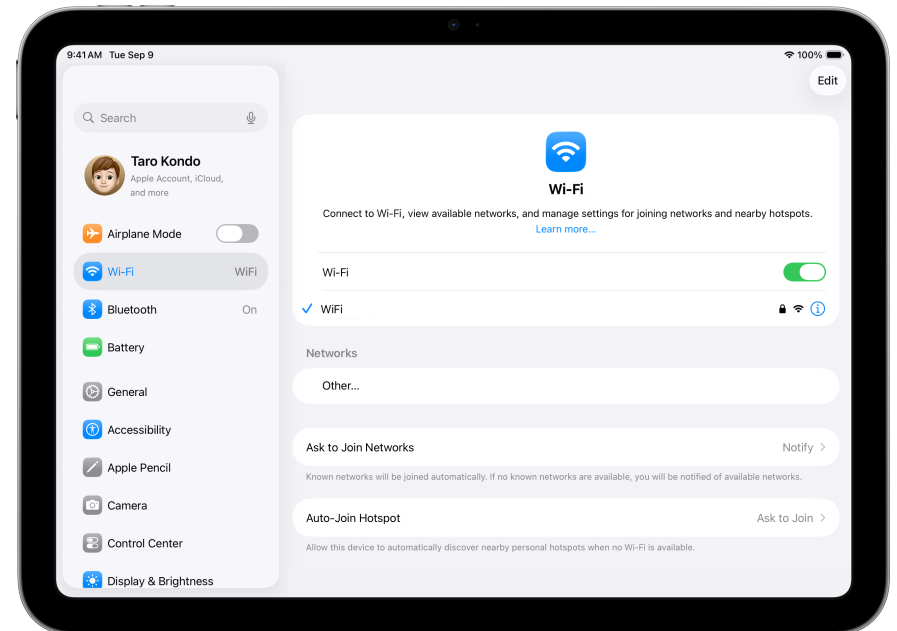 9:41 AM Tue Sep 9
100%
Edit
Search
Taro Kondo
Apple Account, iCloud,
and more
Airplane Mode
Wi-Fi WiFi
Bluetooth On
Battery
General
Accessibility
Apple Pencil
Camera
Control Center
Display & Brightness
Wi-Fi
Connect to Wi-Fi, view available networks, and manage settings for joining networks and nearby hotspots.
Learn more...
Wi-Fi
WiFi
Networks
Other...
Ask to Join Networks Notify
Known networks will be joined automatically. If no known networks are available, you will be notified of available networks.
Auto-Join Hotspot Ask to Join
Allow this device to automatically discover nearby personal hotspots when no Wi-Fi is available.